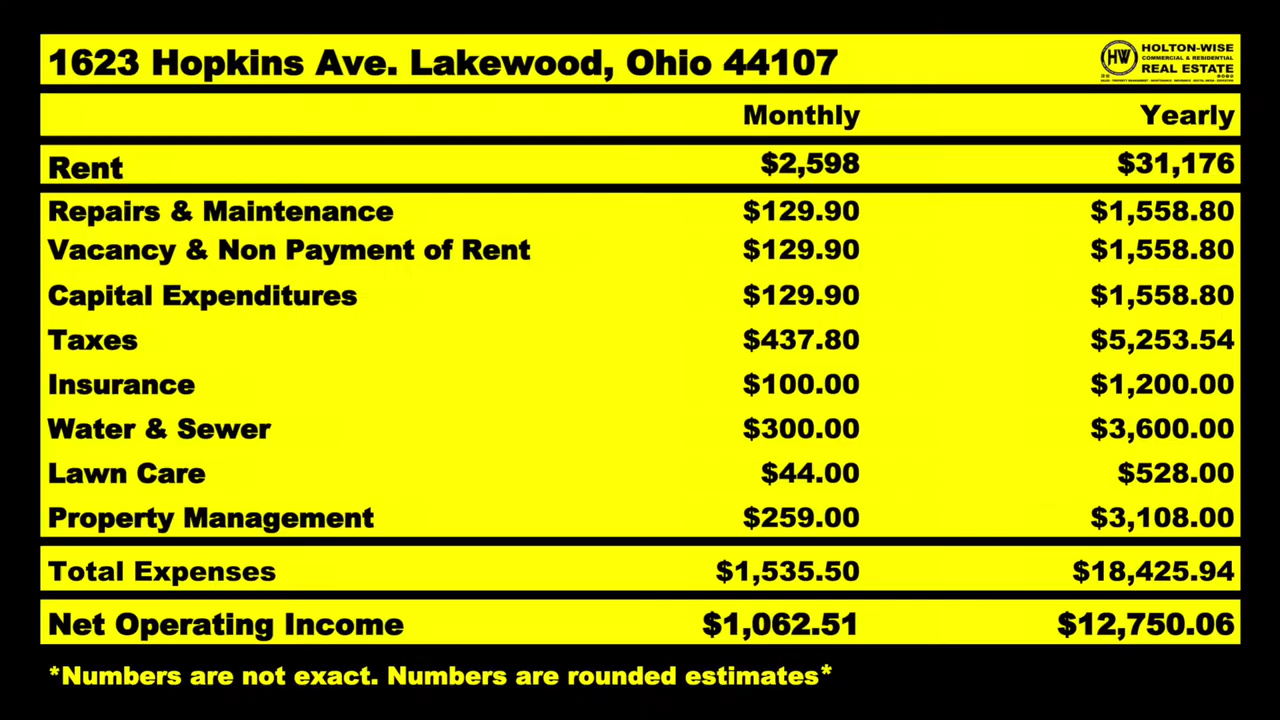 1623 Hopkins Ave. Lakewood, Ohio 44107
HW
HOLTON-WISE
COMMERCIAL & RESIDENTIAL
REAL ESTATE
Monthly Yearly
Rent $2,598 $31,176
Repairs & Maintenance $129.90 $1,558.80
Vacancy & Non Payment of Rent $129.90 $1,558.80
Capital Expenditures $129.90 $1,558.80
Taxes $437.80 $5,253.54
Insurance $100.00 $1,200.00
Water & Sewer $300.00 $3,600.00
Lawn Care $44.00 $528.00
Property Management $259.00 $3,108.00
Total Expenses $1,535.50 $18,425.94
Net Operating Income $1,062.51 $12,750.06
*Numbers are not exact. Numbers are rounded estimates*